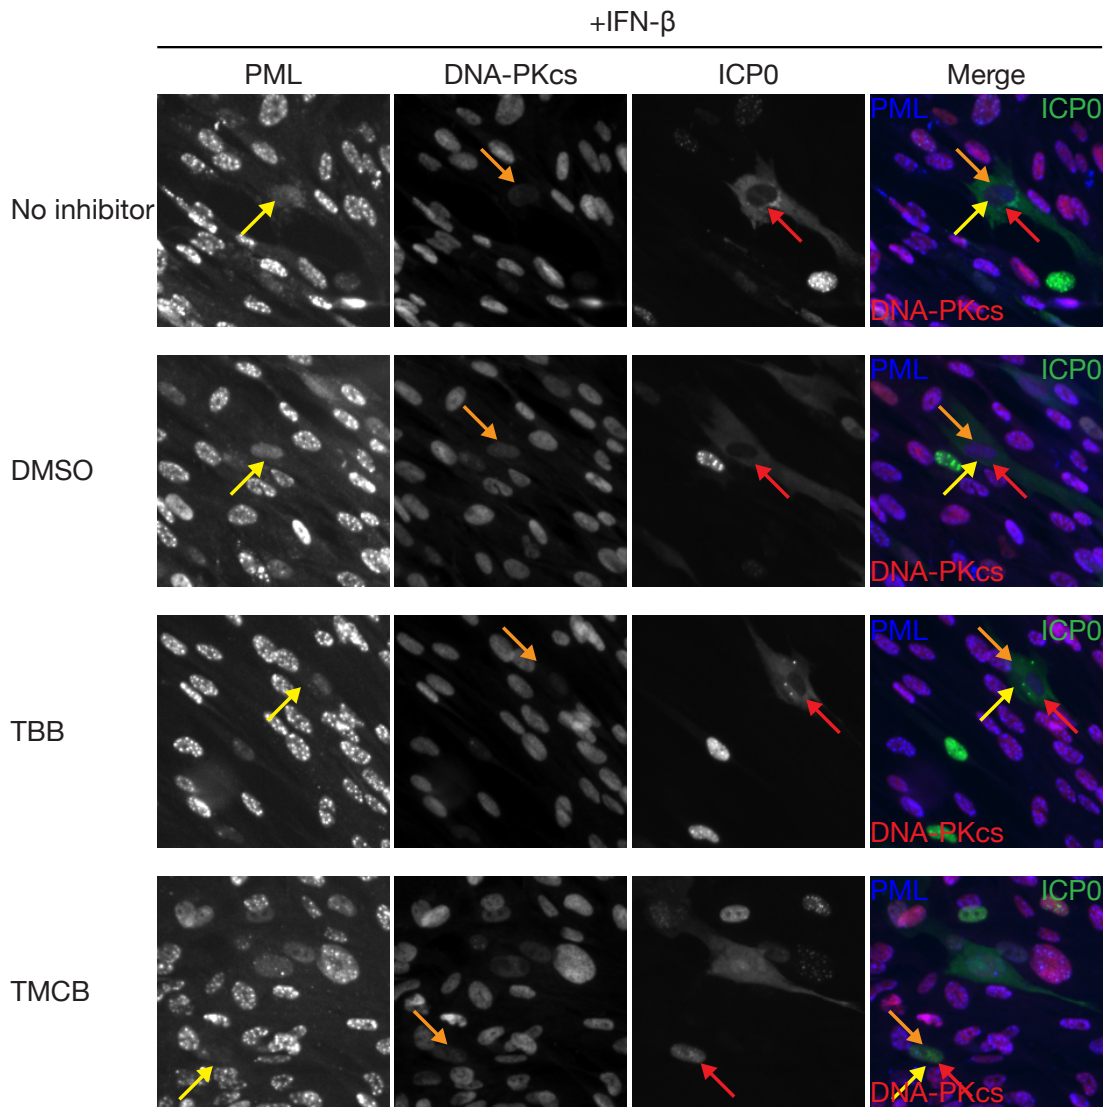 +IFN-β
PML DNA-PKcs ICP0 Merge
No inhibitor
PML ICP0
DNA-PKcs
DMSO
PML ICP0
DNA-PKcs
TBB
PML ICP0
DNA-PKcs
TMCB
PML ICP0
DNA-PKcs